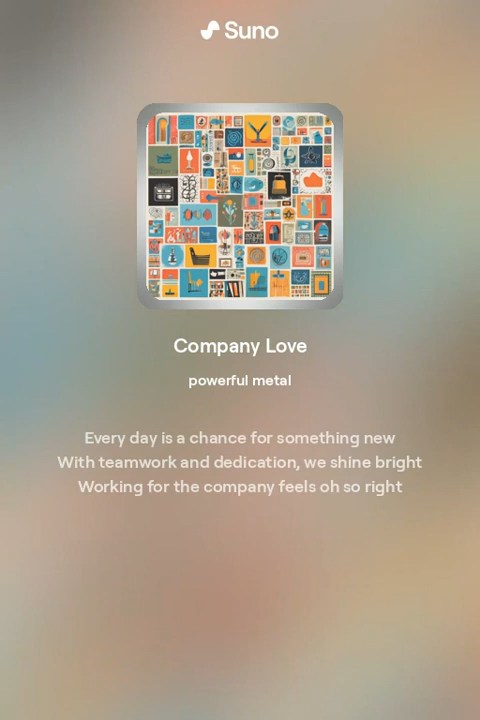 Suno
Company Love
powerful metal
Every day is a chance for something new
With teamwork and dedication, we shine bright
Working for the company feels oh so right